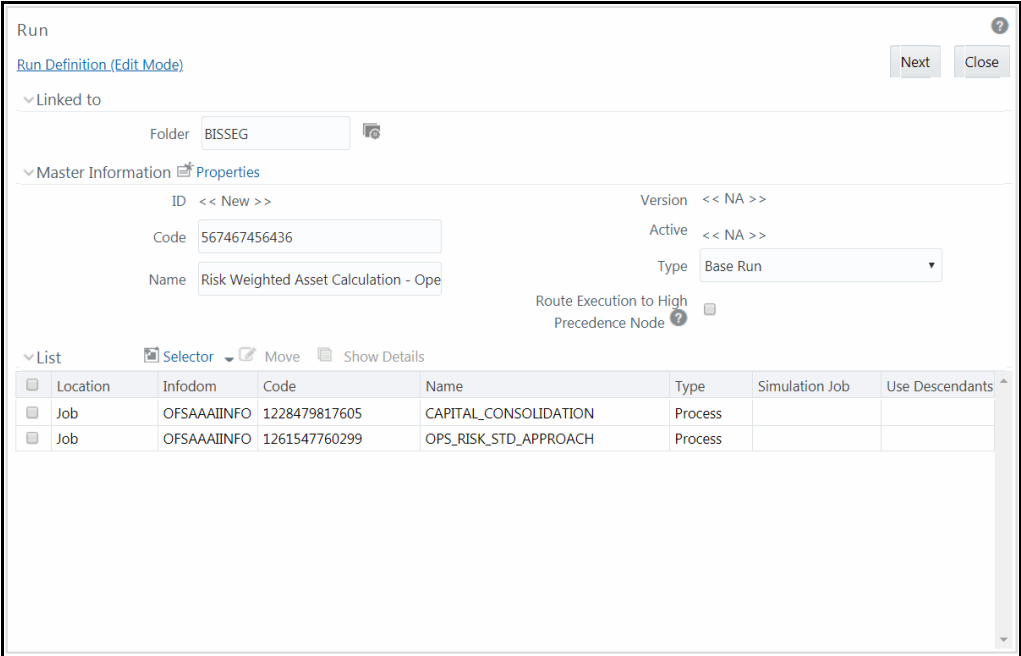 Run
?
Run Definition (Edit Mode)
Next
Close
Linked to
Folder BISSEG
Master Information Properties
ID << New >>
Version << NA >>
Code 567467456436
Active << NA >>
Type Base Run
Name Risk Weighted Asset Calculation - Ope
Route Execution to High
Precedence Node ?
List Selector Move Show Details
Location Infodom Code Name Type Simulation Job Use Descendants
Job OFSAAAIINFO 1228479817605 CAPITAL_CONSOLIDATION Process
Job OFSAAAIINFO 1261547760299 OPS_RISK_STD_APPROACH Process